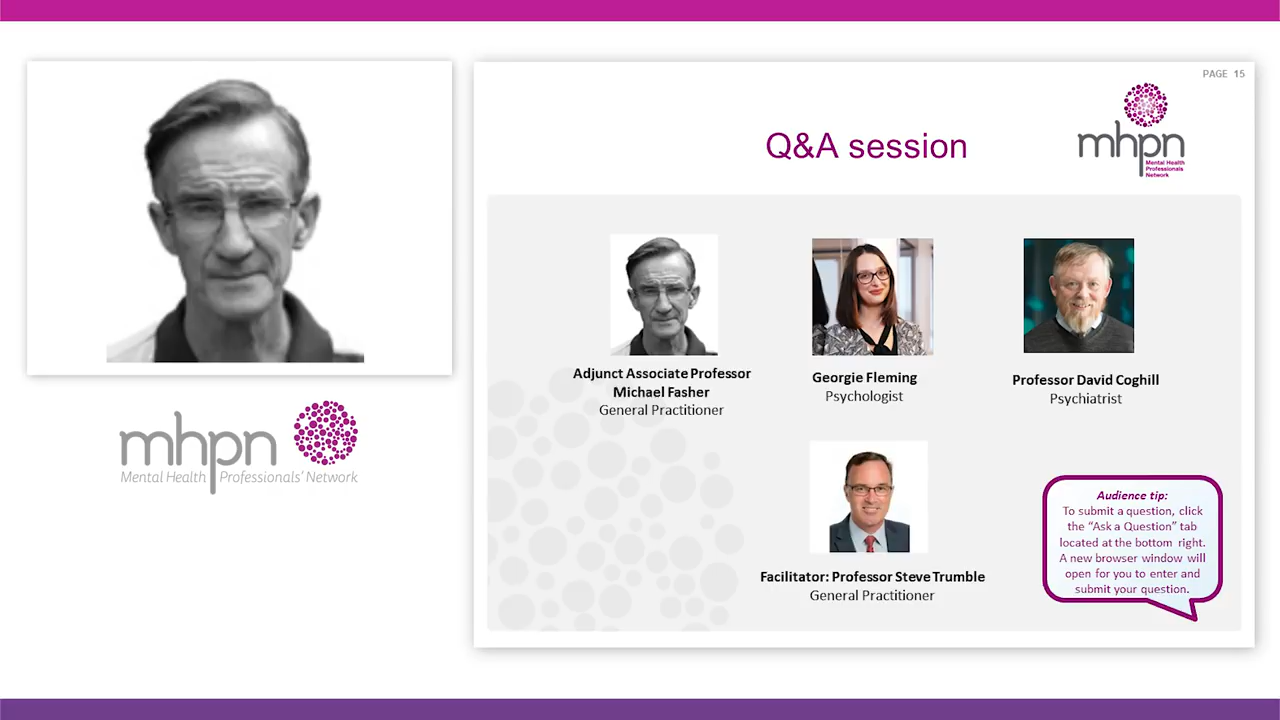 PAGE 15
Q&A session
mhpn
Mental Health
Professionals
Network
Adjunct Associate Professor
Michael Fasher
General Practitioner
Georgie Fleming
Psychologist
Professor David Coghill
Psychiatrist
Facilitator: Professor Steve Trumble
General Practitioner
Audience tip:
To submit a question, click
the “Ask a Question” tab
located at the bottom right.
A new browser window will
open for you to enter and
submit your question.
mhpn
Mental Health Professionals’ Network